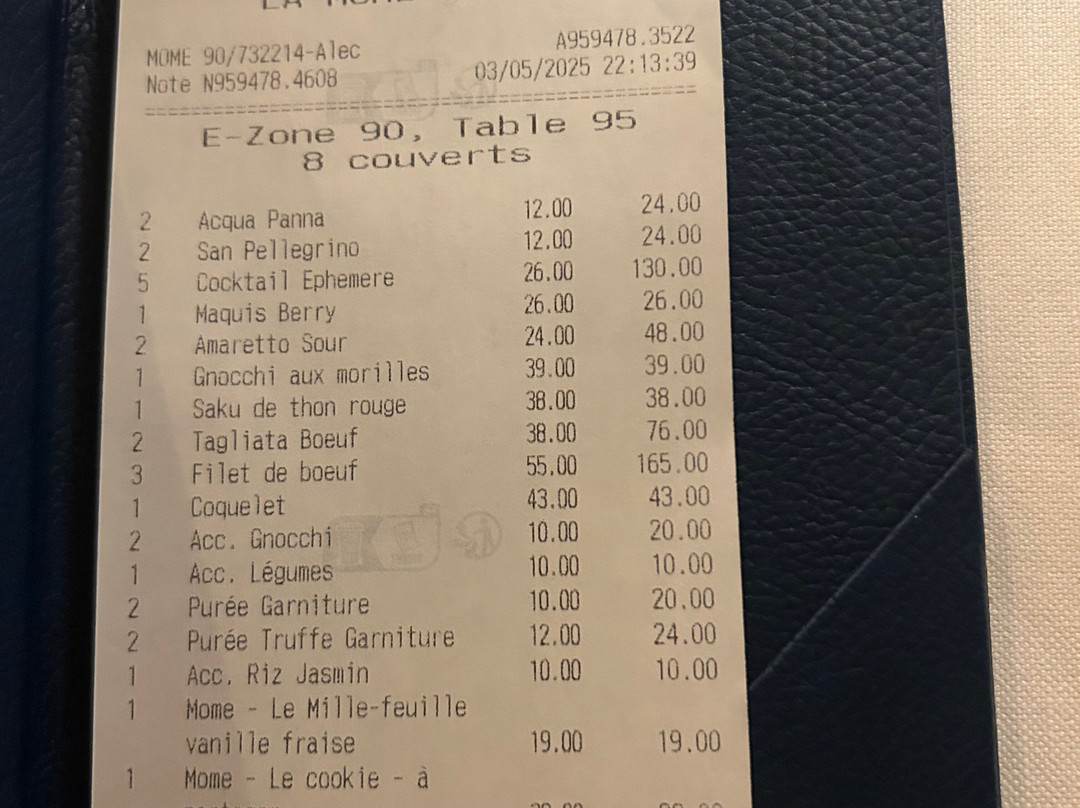 MOME 90/732214-Alec A959478.3522
Note N959478.4608 03/05/2025 22:13:39
E-Zone 90, Table 95
8 couverts
2 Acqua Panna 12.00 24.00
2 San Pellegrino 12.00 24.00
5 Cocktail Ephemere 26.00 130.00
1 Maquis Berry 26.00 26.00
2 Amaretto Sour 24.00 48.00
1 Gnocchi aux morilles 39.00 39.00
1 Saku de thon rouge 38.00 38.00
2 Tagliata Boeuf 38.00 76.00
3 Filet de boeuf 55.00 165.00
1 Coquelet 43.00 43.00
2 Acc. Gnocchi 10.00 20.00
1 Acc. Légumes 10.00 10.00
2 Purée Garniture 10.00 20.00
2 Purée Truffe Garniture 12.00 24.00
1 Acc. Riz Jasmin 10.00 10.00
1 Mome - Le Mille-feuille
vanille fraise 19.00 19.00
1 Mome - Le cookie - à